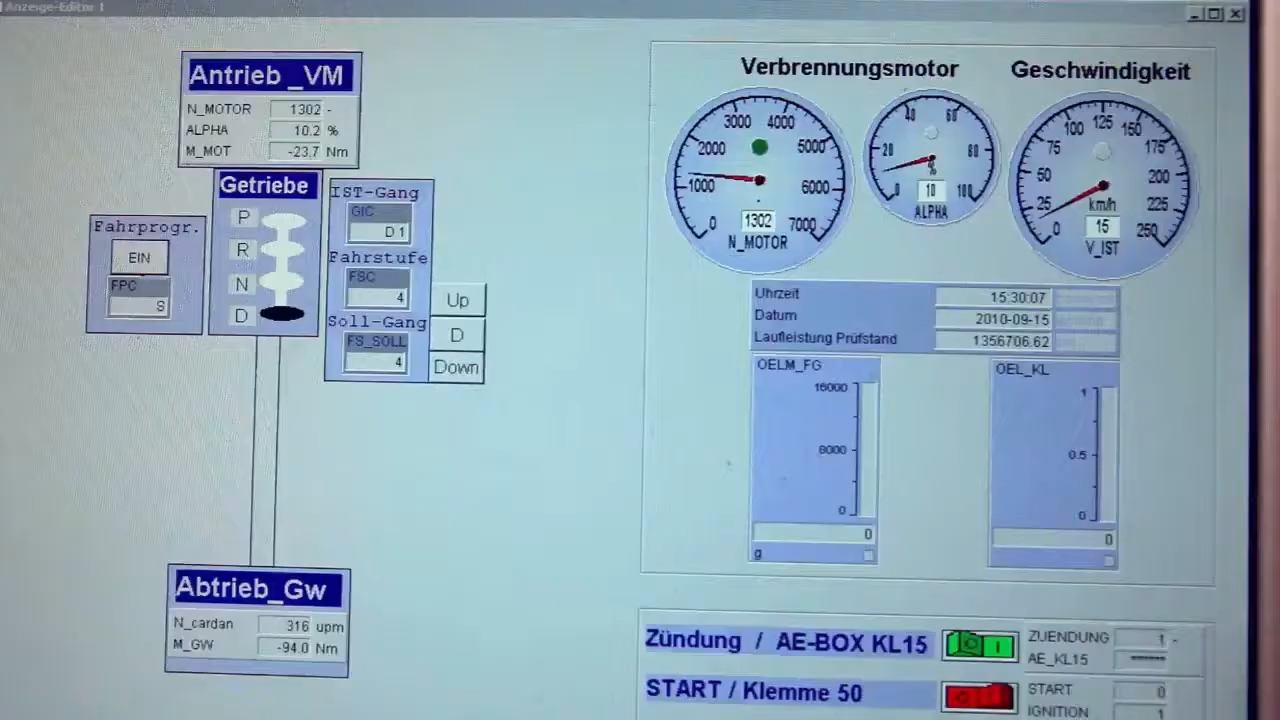 Anzeige-Editor 1
Antrieb _VM
N_MOTOR 1302 -
ALPHA 10.2 %
M_MOT -23.7 Nm
Getriebe
P
R
N
D
Fahrprogr.
EIN
FPC
S
IST-Gang
GIC
D 1
Fahrstufe
FSC
4
Soll-Gang
FS_SOLL
4
Up
D
Down
Abtrieb_Gw
N_cardan 316 upm
M_GW -94.0 Nm
Verbrennungsmotor
0 1000 2000 3000 4000 5000 6000 7000
1302
N_MOTOR
0 20 40 60 80 100
%
10
ALPHA
Geschwindigkeit
0 25 50 75 100 125 150 175 200 225 250
km/h
15
V_IST
Uhrzeit 15:30:07
Datum 2010-09-15
Laufleistung Prüfstand 1356706.62
OELM_FG
16000
8000
0
0
g
OEL_KL
1
0.5
0
0
Zündung / AE-BOX KL15
I
ZUENDUNG 1 -
AE_KL15
START / Klemme 50
START 0
IGNITION 1